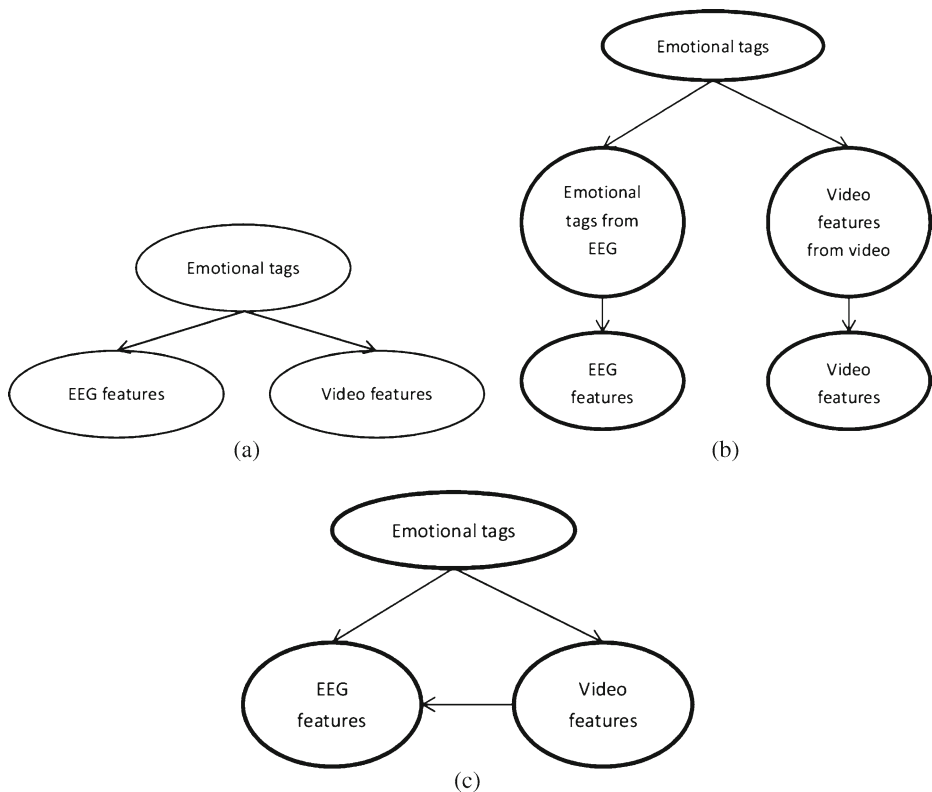 Emotional tags
EEG features
Video features
(a)
Emotional tags
Emotional
tags from
EEG
Video
features
from video
EEG
features
Video
features
(b)
Emotional tags
EEG
features
Video
features
(c)